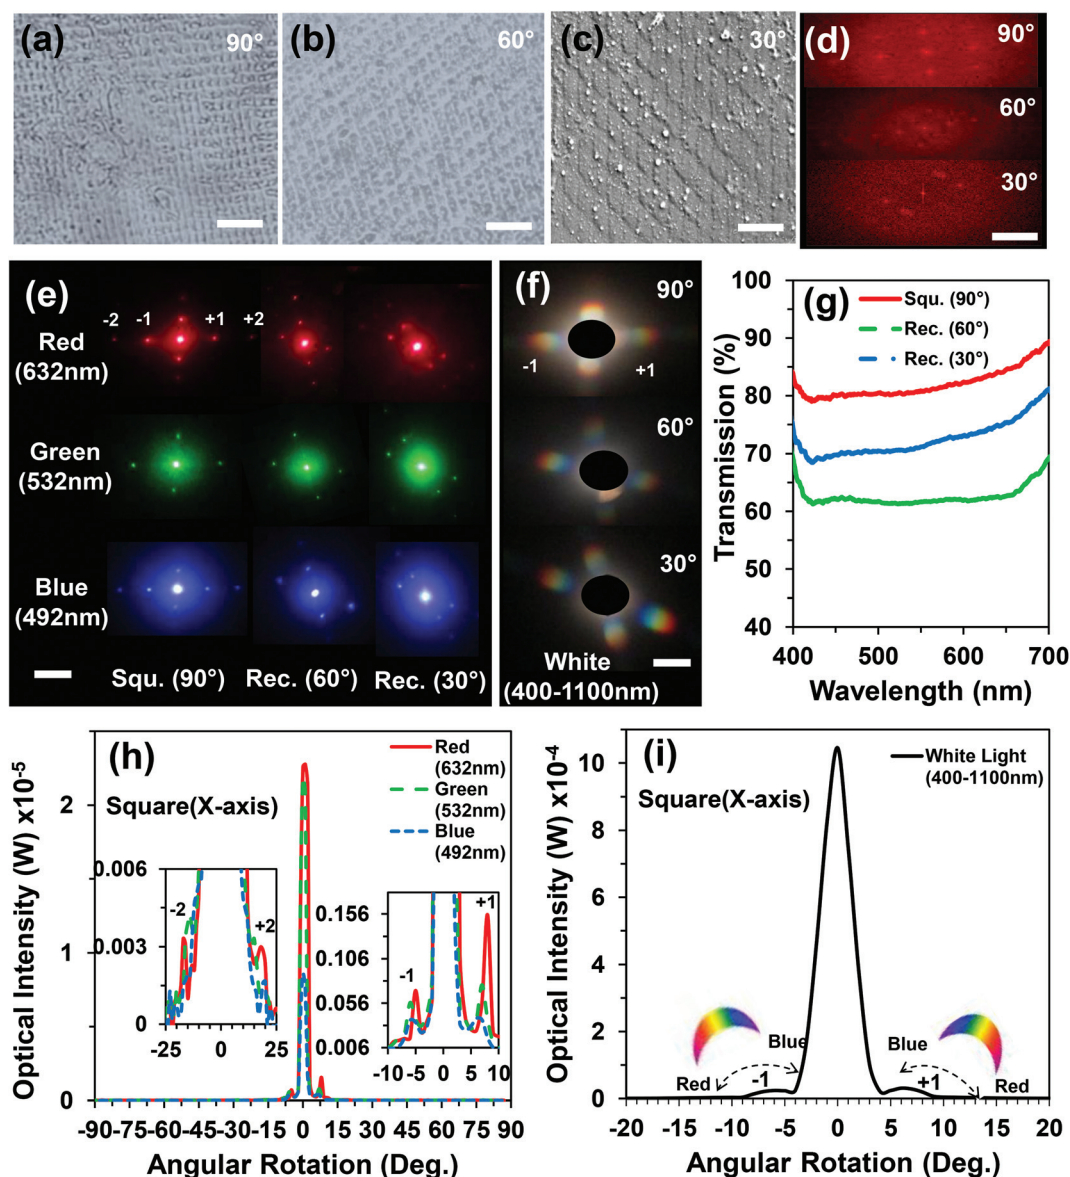 (a) 90°
(b) 60°
(c) 30°
(d) 90°
60°
30°
(e)
-2 -1 +1 +2
Red
(632nm)
Green
(532nm)
Blue
(492nm)
Squ. (90°) Rec. (60°) Rec. (30°)
(f) 90°
-1 +1
60°
30°
White
(400-1100nm)
(g)
Squ. (90°)
Rec. (60°)
Rec. (30°)
Transmission (%)
100
90
80
70
60
50
40
400 500 600 700
Wavelength (nm)
(h)
Red
(632nm)
Green
(532nm)
Blue
(492nm)
Square(X-axis)
Optical Intensity (W) x10-5
2
1
0
0.006
0.003
0
-2 +2
-25 0 25
0.156
0.106
0.056
0.006
-1 +1
-10 -5 0 5 10
-90-75-60-45-30-15 0 15 30 45 60 75 90
Angular Rotation (Deg.)
(i)
White Light
(400-1100nm)
Square(X-axis)
Optical Intensity (W) x10-4
10
8
6
4
2
0
Blue Blue
Red -1 +1 Red
-20 -15 -10 -5 0 5 10 15 20
Angular Rotation (Deg.)